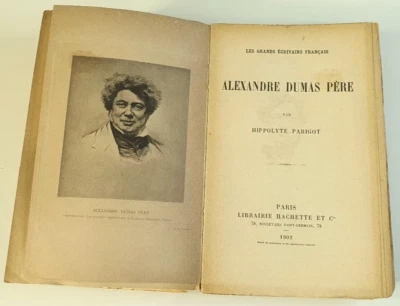 ALEXANDRE DUMAS PÈRE
LES GRANDS ÉCRIVAINS FRANÇAIS
ALEXANDRE DUMAS PÈRE
PAR
HIPPOLYTE PARIGOT
PARIS
LIBRAIRIE HACHETTE ET Cie
79, BOULEVARD SAINT-GERMAIN, 79
1902